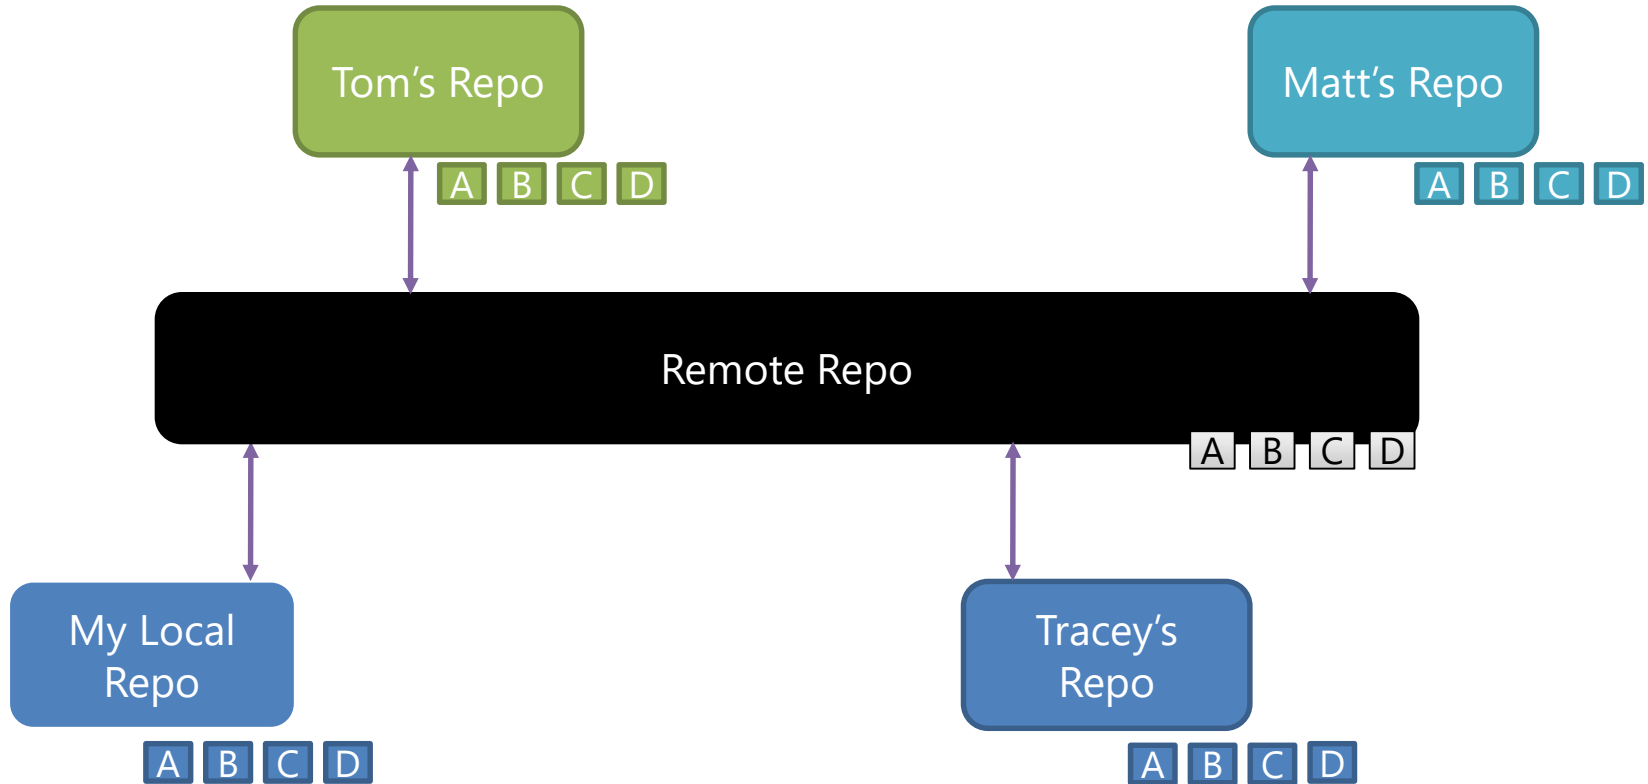 Tom's Repo
Matt's Repo
A B C D
A B C D
Remote Repo
A B C D
My Local
Repo
Tracey's
Repo
A B C D
A B C D